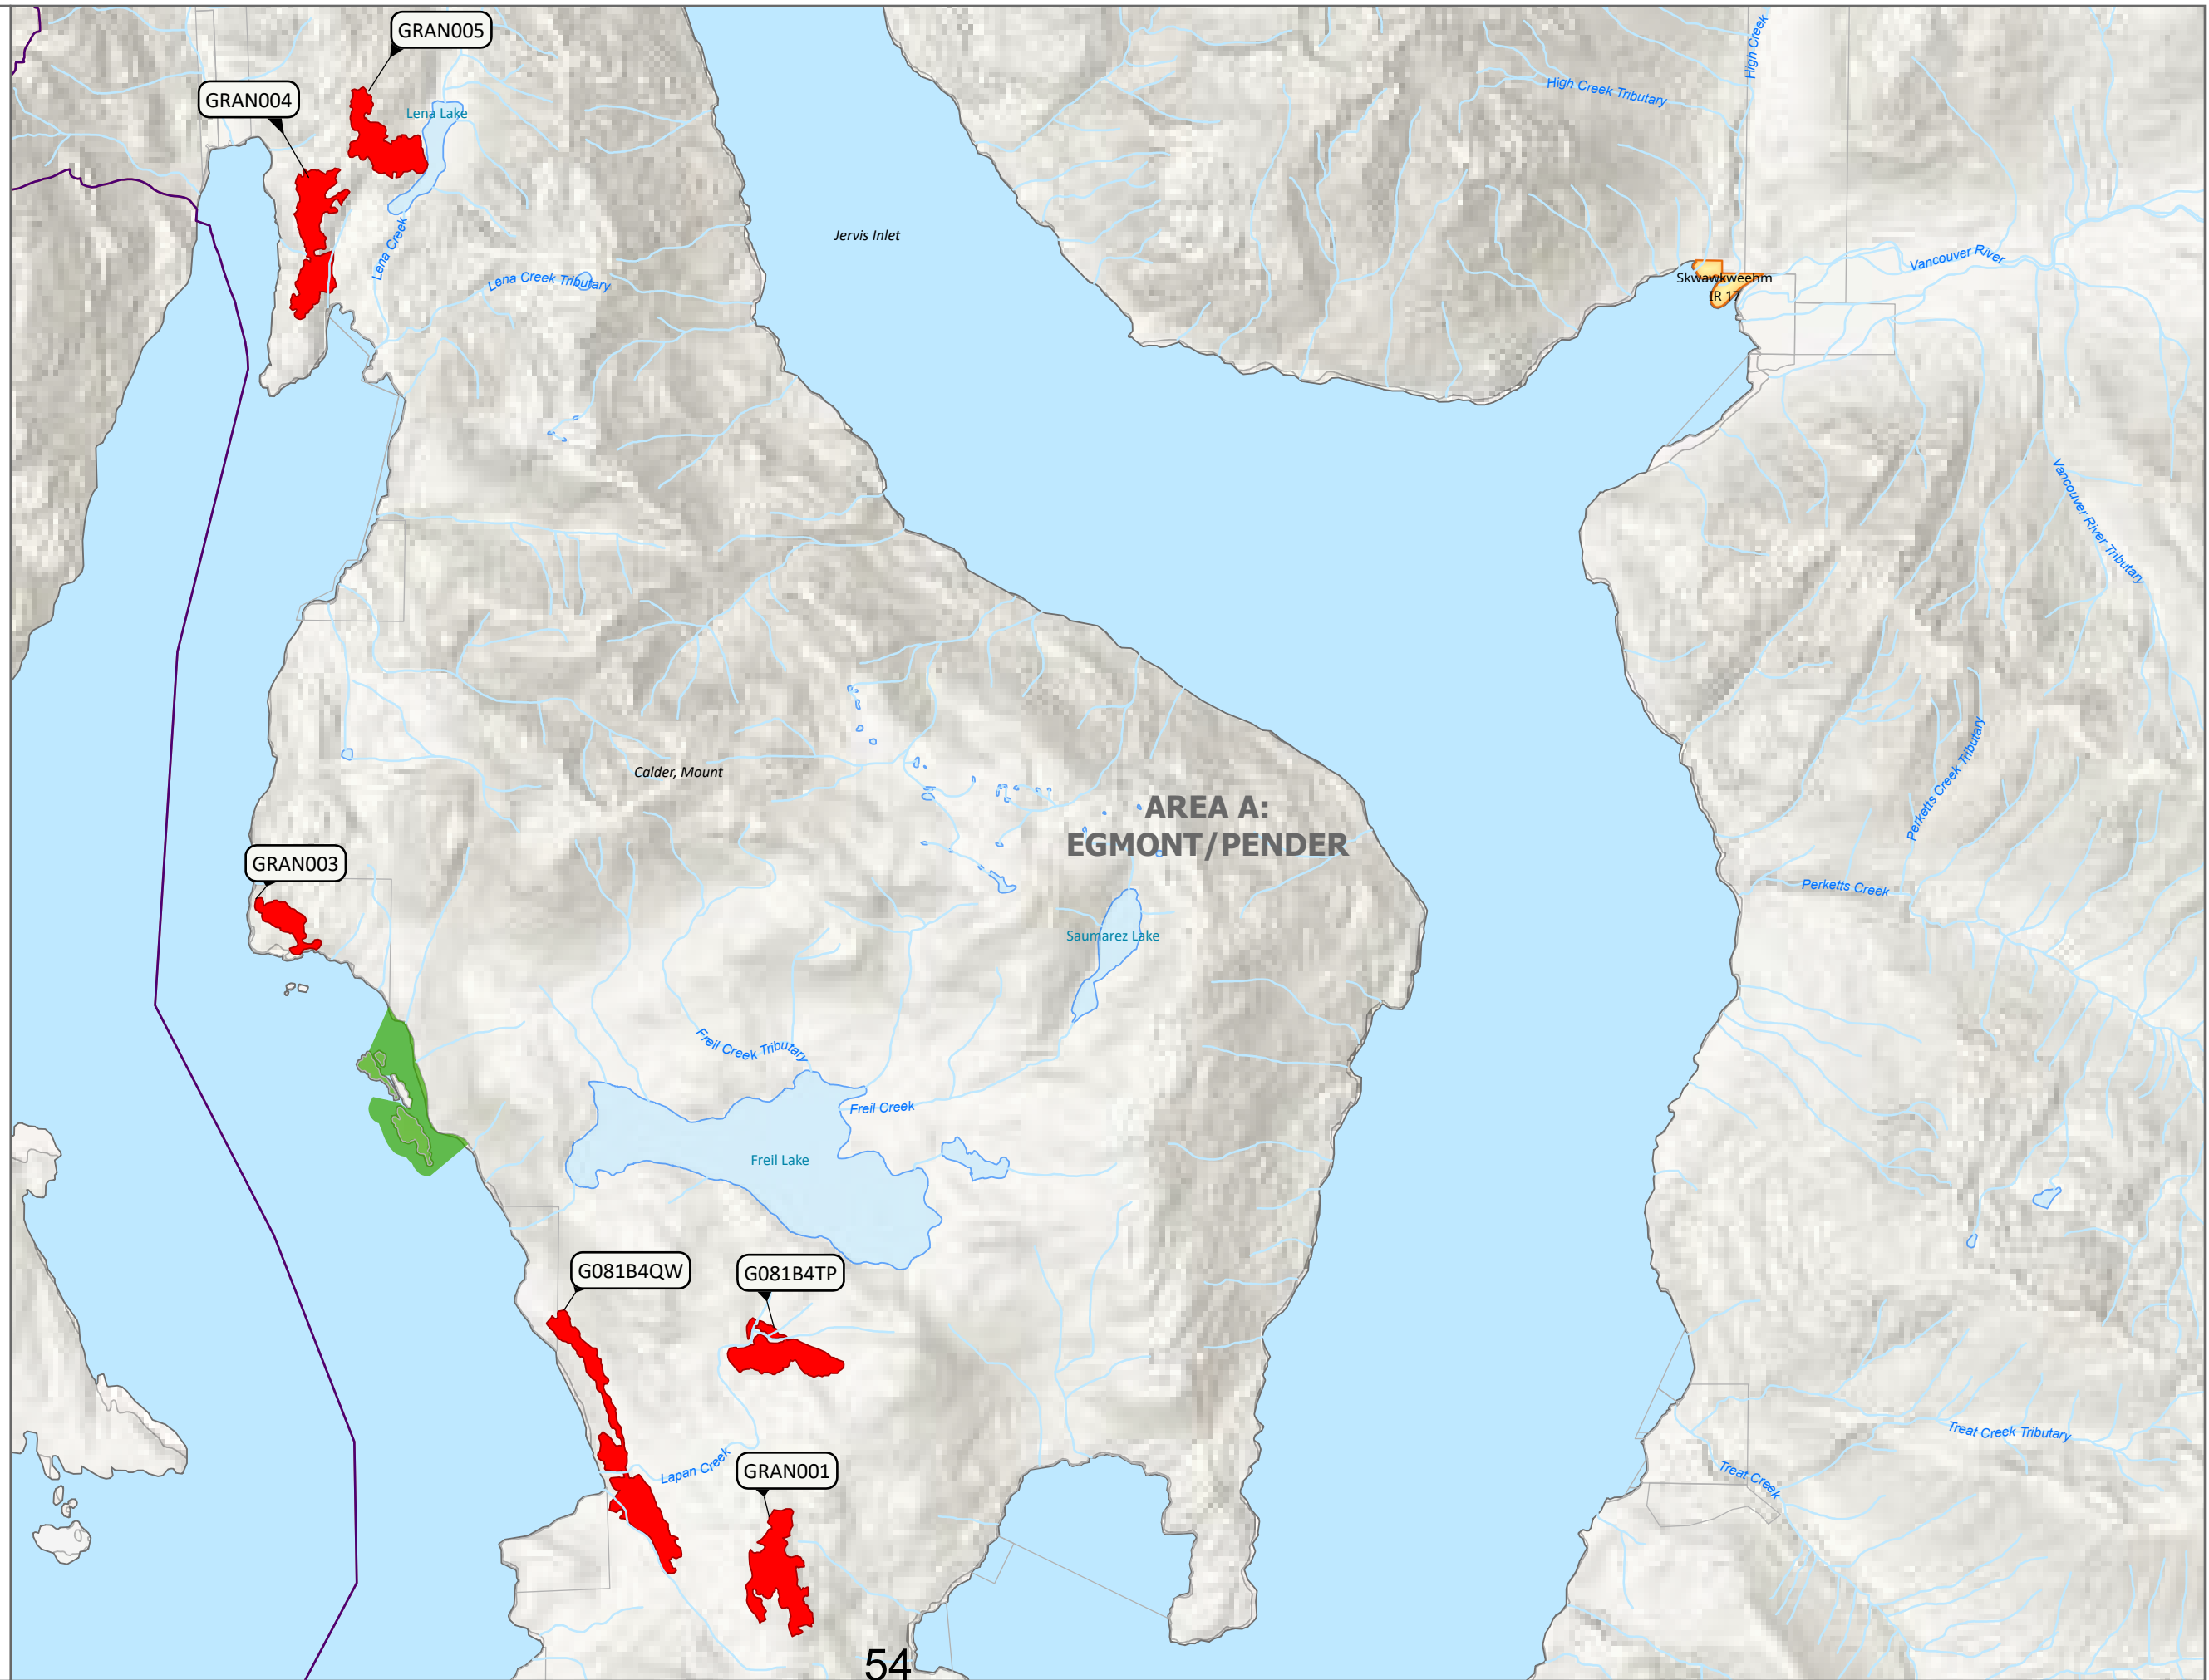 GRAN005
High Creek
High Creek Tributary
GRAN004
Lena Lake
Jervis Inlet
Lena Creek
Vancouver River
Skwawkweehm
IR 17
Lena Creek Tributary
Vancouver River Tributary
Calder, Mount
Perketts Creek Tributary
AREA A:
EGMONT/PENDER
GRAN003
Perketts Creek
Saumarez Lake
Freil Creek Tributary
Freil Creek
Freil Lake
G081B4QW
G081B4TP
Treat Creek Tributary
Lapan Creek
GRAN001
Treat Creek
54